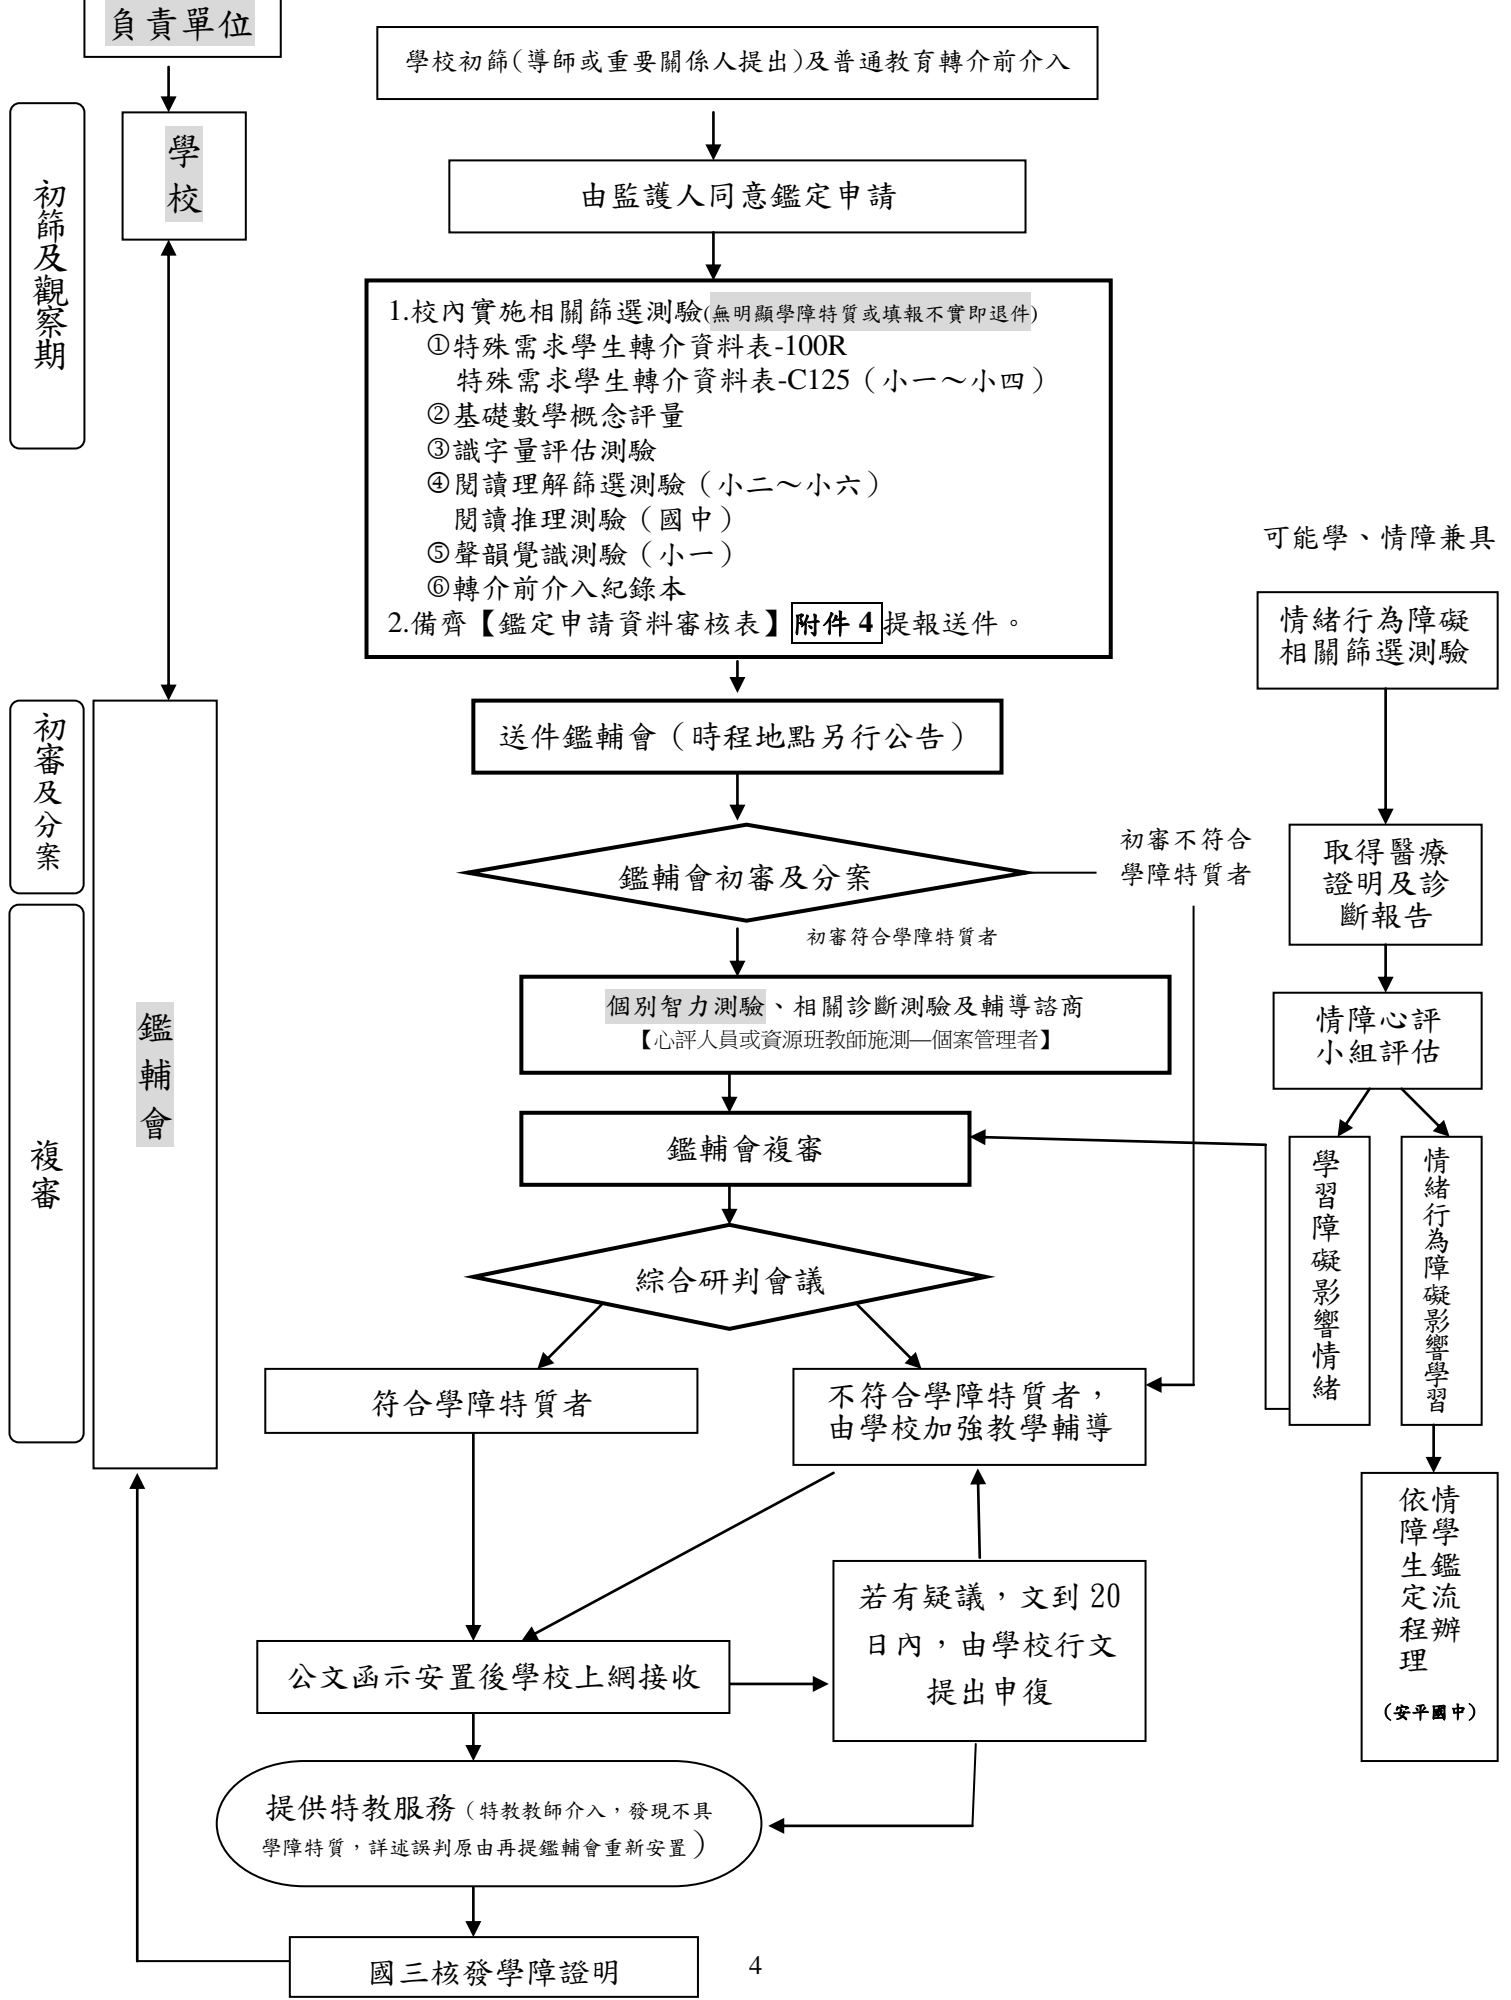 負責單位
學校初篩(導師或重要關係人提出)及普通教育轉介前介入
學校
初篩及觀察期
由監護人同意鑑定申請
1.校內實施相關篩選測驗(無明顯學障特質或填報不實即退件)
①特殊需求學生轉介資料表-100R
特殊需求學生轉介資料表-C125（小一～小四）
②基礎數學概念評量
③識字量評估測驗
④閱讀理解篩選測驗（小二～小六）
閱讀推理測驗（國中）
⑤聲韻覺識測驗（小一）
⑥轉介前介入紀錄本
2.備齊【鑑定申請資料審核表】附件 4 提報送件。
可能學、情障兼具
情緒行為障礙
相關篩選測驗
初審及分案
送件鑑輔會（時程地點另行公告）
鑑輔會初審及分案
初審不符合
學障特質者
取得醫療
證明及診
斷報告
初審符合學障特質者
複審
鑑輔會
個別智力測驗、相關診斷測驗及輔導諮商
【心評人員或資源班教師施測—個案管理者】
情障心評
小組評估
鑑輔會複審
學習障礙影響情緒
情緒行為障礙影響學習
綜合研判會議
符合學障特質者
不符合學障特質者，
由學校加強教學輔導
依情
障學
生鑑
定流
程辦
理
(安平國中)
若有疑議，文到 20
日內，由學校行文
提出申復
公文函示安置後學校上網接收
提供特教服務（特教教師介入，發現不具
學障特質，詳述誤判原由再提鑑輔會重新安置）
國三核發學障證明
4